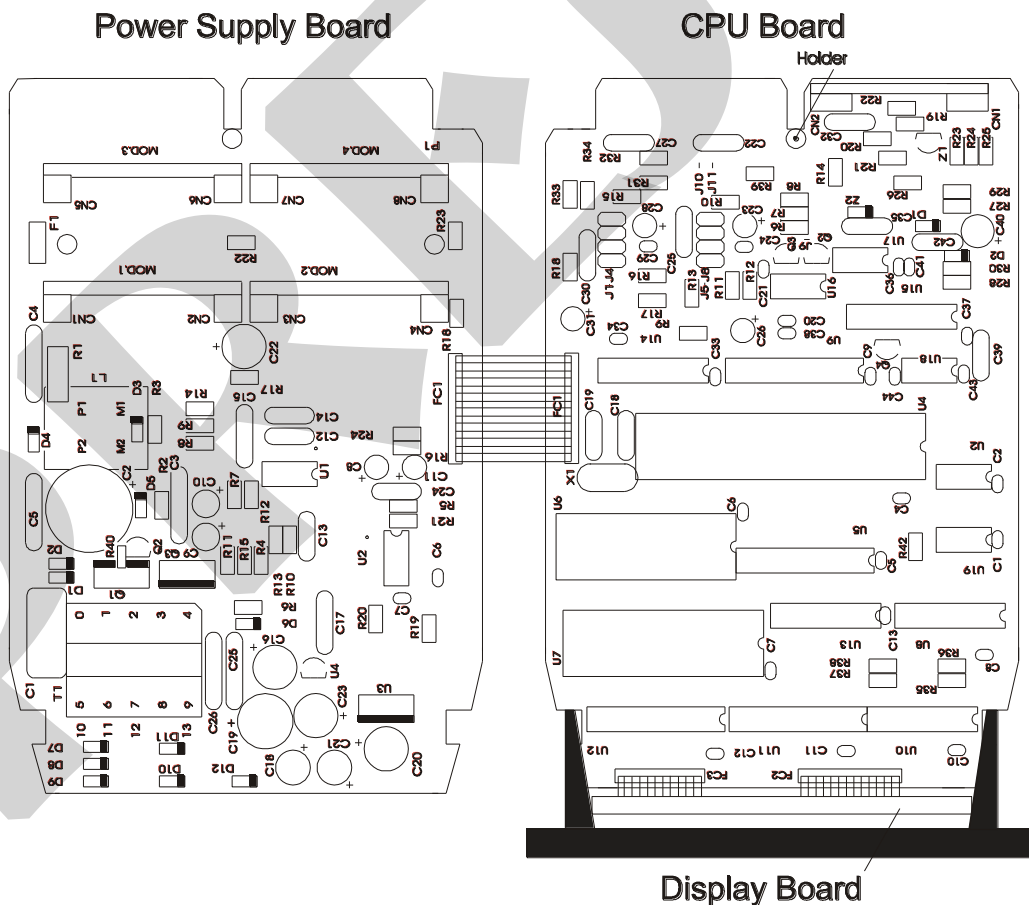 Power Supply Board
CPU Board
Holder
MOD.3
MOD.4
P1
CN5
CN6
CN7
CN8
F1
R22
R23
MOD.1
MOD.2
CN1
CN2
CN3
CN4
C4
R18
C22
R1
L1
R17
D3
R3
R14
P1
M1
R9
R8
P2
M2
C15
C14
C12
R24
R16
D4
C2
C3
R2
D5
C10
R7
R12
U1
C8
C11
C24
R5
R21
C5
C13
U2
C6
D2
R40
Q2
C9
R11
R15
R4
D1
Q1
R13
R10
R6
D6
C17
C7
R20
R19
0
1
2
3
4
C1
T1
C16
U4
C25
C26
C23
U3
5
6
7
8
9
10
11
12
13
C19
C18
C21
C20
D7
D8
D9
D11
D10
D12
FC1
FC1
R22
CN2
CN1
C32
R19
R20
R23
R24
R25
Z1
R34
R32
C27
C22
R21
R14
R33
R31
R15
J10
J11
R39
R26
R29
R27
R10
R8
R7
R6
Z2
C35
D1
C40
C28
C23
C24
U17
C42
C29
C25
D2
R30
R28
R18
R16
J1-J4
R13
J5-J8
R11
R12
C21
U16
C36
C41
U15
C30
R17
C31
C34
R9
U14
C26
C20
C38
U9
C37
C33
C9
U18
C39
C44
C43
C19
C18
U4
U2
C2
X1
U6
C6
C4
U5
R42
C5
U19
C1
U7
C7
U13
C13
U8
C8
R38
R37
R36
R35
U12
C12
U11
C11
U10
C10
FC3
FC2
Display Board